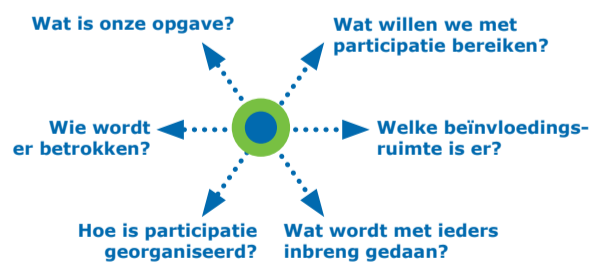 Wat is onze opgave?
Wat willen we met
participatie bereiken?
Wie wordt
er betrokken?
Welke beïnvloedings-
ruimte is er?
Hoe is participatie
georganiseerd?
Wat wordt met ieders
inbreng gedaan?